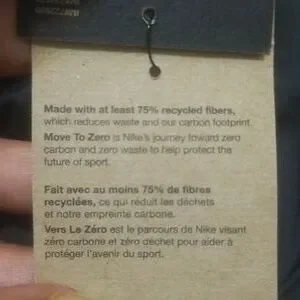 Made with at least 75% recycled fibers,
which reduces waste and our carbon footprint.
Move To Zero is Nike's journey toward zero
carbon and zero waste to help protect the
future of sport.
Fait avec au moins 75% de fibres
recyclées, ce qui réduit les déchets
et notre empreinte carbone.
Vers Le Zéro est le parcours de Nike visant
zéro carbone et zéro déchet pour aider à
protéger l'avenir du sport.